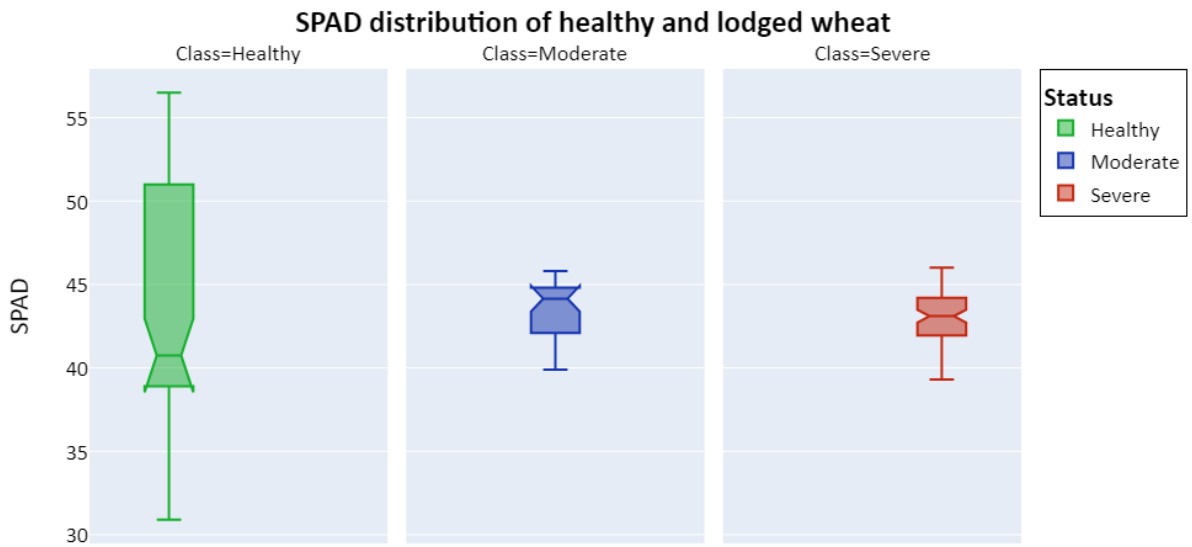 SPAD distribution of healthy and lodged wheat
Class=Healthy
Class=Moderate
Class=Severe
SPAD
55
50
45
40
35
30
Status
Healthy
Moderate
Severe